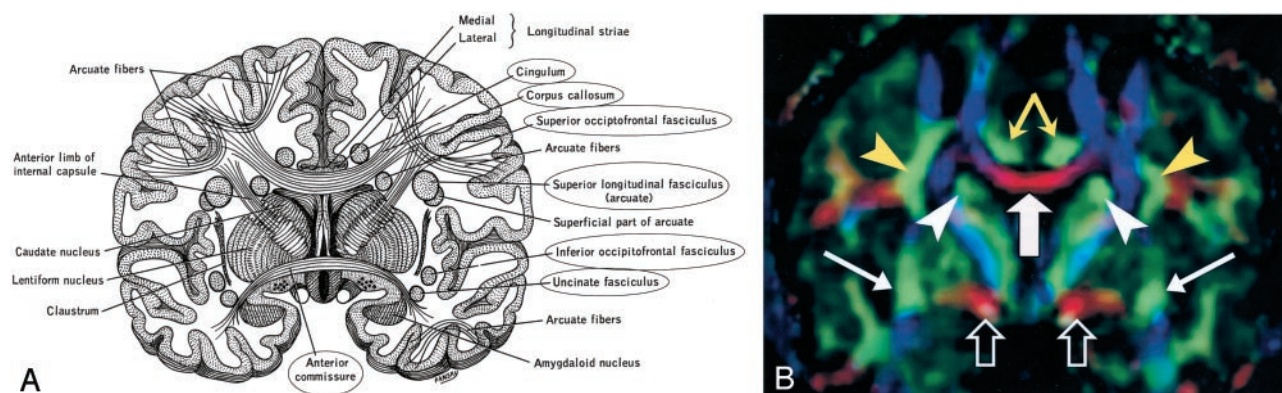 Medial
Lateral
Longitudinal striae
Arcuate fibers
Cingulum
Corpus callosum
Superior occiptofrontal fasciculus
Arcuate fibers
Anterior limb of
internal capsule
Superior longitudinal fasciculus
(arcuate)
Superficial part of arcuate
Caudate nucleus
Inferior occipitofrontal fasciculus
Lentiform nucleus
Uncinate fasciculus
Claustrum
Arcuate fibers
Anterior
commissure
Amygdaloid nucleus
A
B